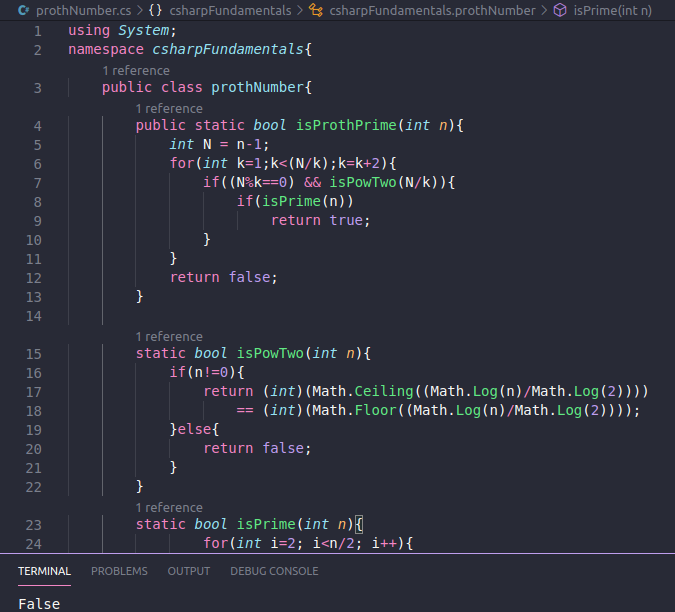 prothNumber.cs > {} csharpFundamentals > csharpFundamentals.prothNumber > isPrime(int n)
1 using System;
2 namespace csharpFundamentals{
1 reference
3 public class prothNumber{
1 reference
4 public static bool isProthPrime(int n){
5 int N = n-1;
6 for(int k=1;k<(N/k);k=k+2){
7 if((N%k==0) && isPowTwo(N/k)){
8 if(isPrime(n))
9 return true;
10 }
11 }
12 return false;
13 }
14
1 reference
15 static bool isPowTwo(int n){
16 if(n!=0){
17 return (int)(Math.Ceiling((Math.Log(n)/Math.Log(2))))
18 == (int)(Math.Floor((Math.Log(n)/Math.Log(2))));
19 }else{
20 return false;
21 }
22 }
1 reference
23 static bool isPrime(int n){
24 for(int i=2; i<n/2; i++){
TERMINAL PROBLEMS OUTPUT DEBUG CONSOLE
False